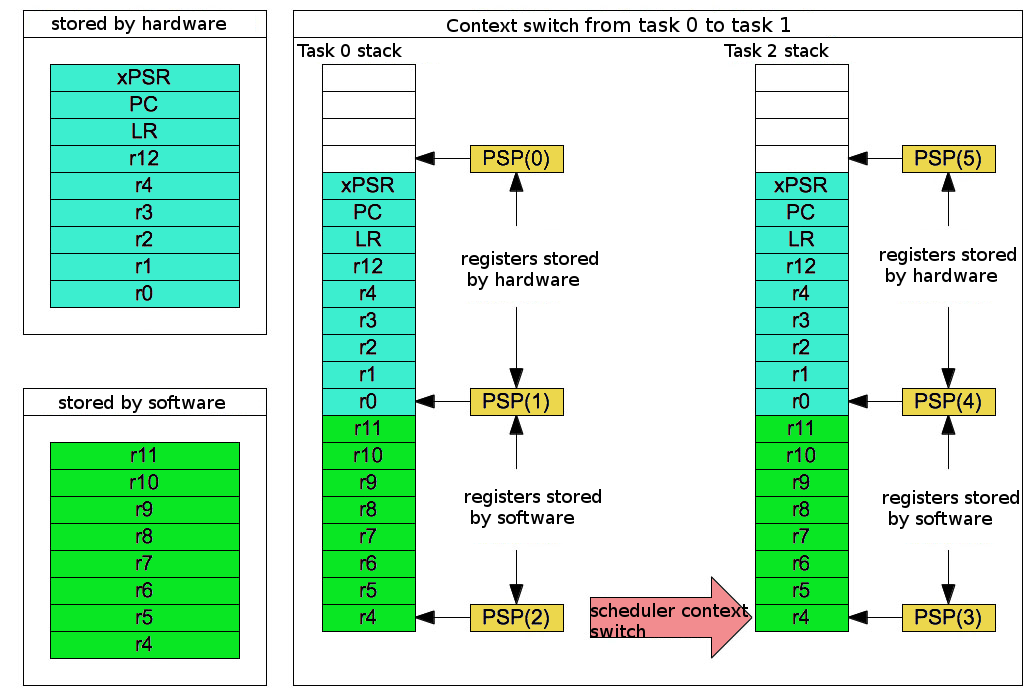 stored by hardware
xPSR
PC
LR
r12
r4
r3
r2
r1
r0
stored by software
r11
r10
r9
r8
r7
r6
r5
r4
Context switch from task 0 to task 1
Task 0 stack
xPSR
PC
LR
r12
r4
r3
r2
r1
r0
r11
r10
r9
r8
r7
r6
r5
r4
PSP(0)
registers stored
by hardware
PSP(1)
registers stored
by software
PSP(2)
scheduler context
switch
Task 2 stack
xPSR
PC
LR
r12
r4
r3
r2
r1
r0
r11
r10
r9
r8
r7
r6
r5
r4
PSP(5)
registers stored
by hardware
PSP(4)
registers stored
by software
PSP(3)